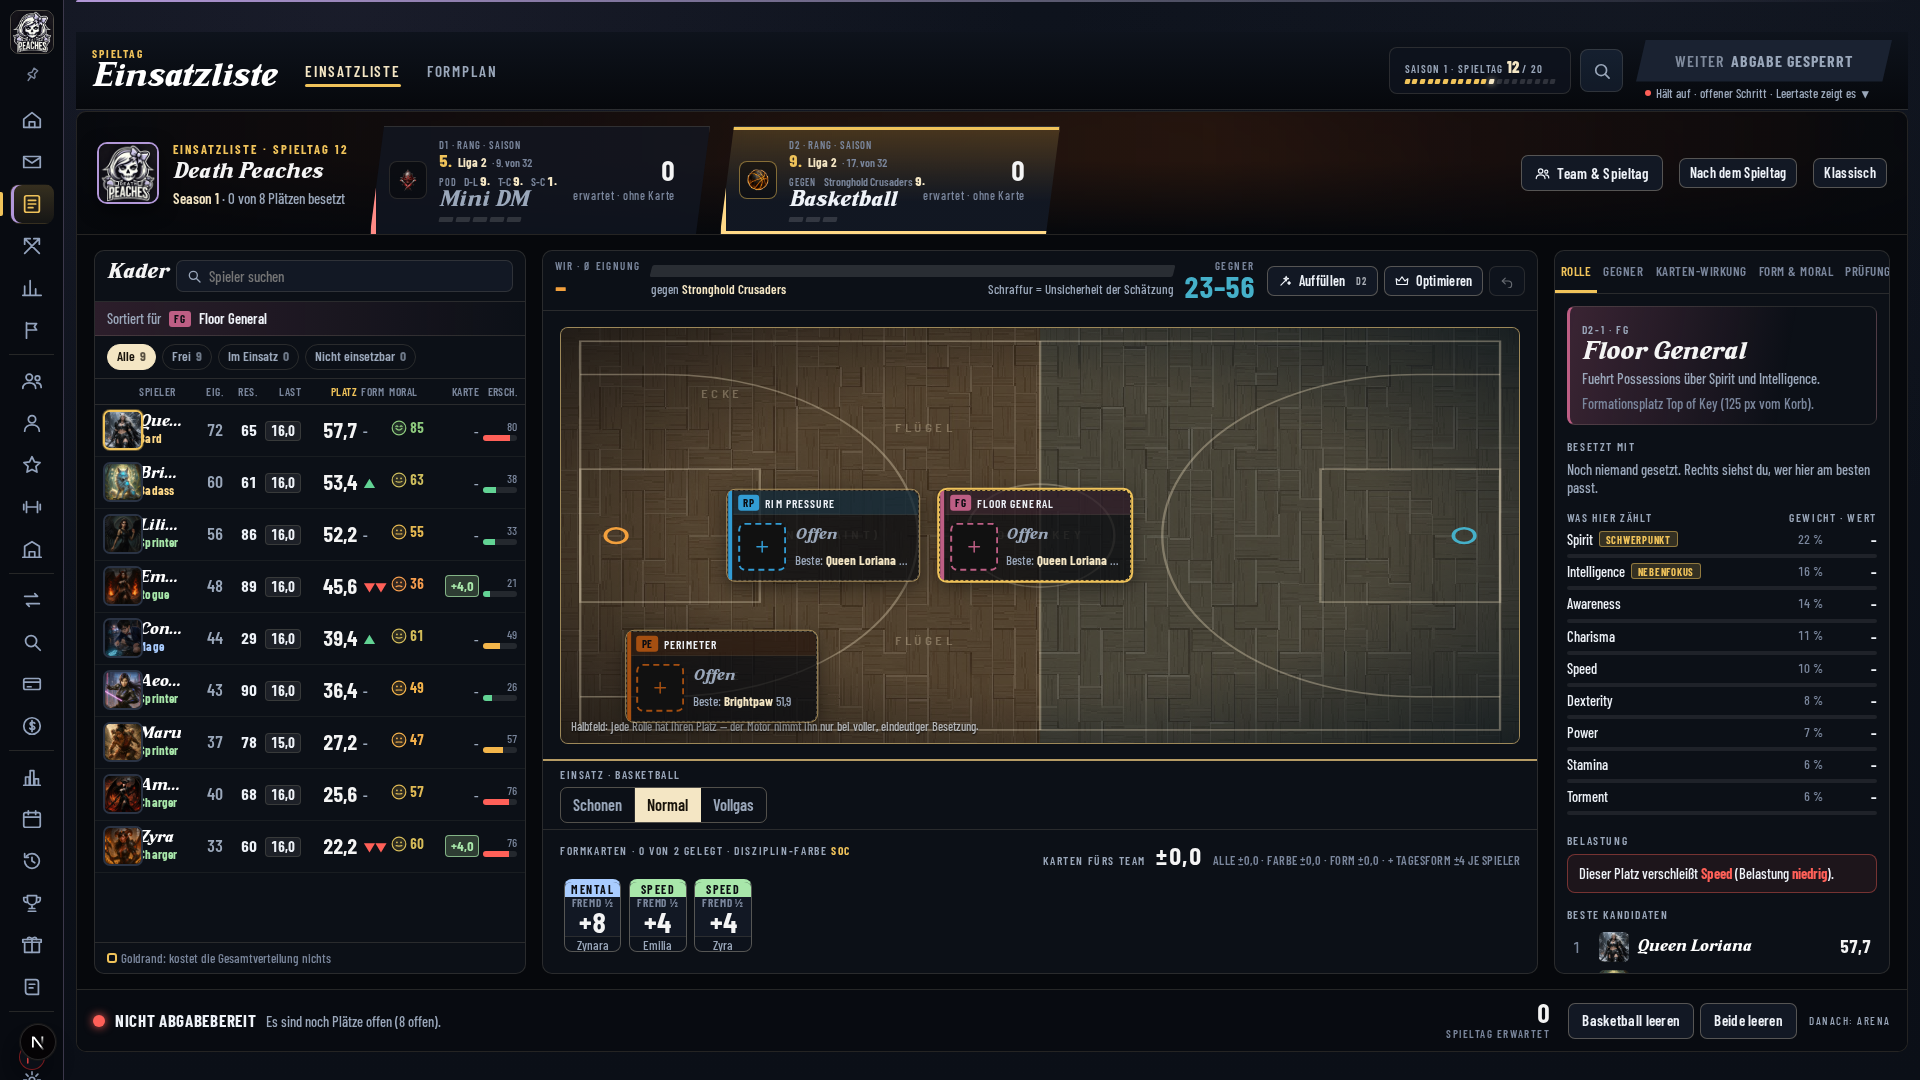 SPIELTAG
Einsatzliste
EINSATZLISTE
FORMPLAN
SAISON 1 · SPIELTAG 12 / 20
WEITER ABGABE GESPERRT
Hält auf · offener Schritt · Leertaste zeigt es ▼
EINSATZLISTE · SPIELTAG 12
Death Peaches
Season 1 · 0 von 8 Plätzen besetzt
D1 · RANG · SAISON
5. Liga 2 · 9. von 32
POD D-L 9. T-C 9. S-C 1.
Mini DM
0
erwartet · ohne Karte
D2 · RANG · SAISON
9. Liga 2 · 17. von 32
GEGEN Stronghold Crusaders 9.
Basketball
0
erwartet · ohne Karte
Team & Spieltag
Nach dem Spieltag
Klassisch
Kader
Spieler suchen
Sortiert für FG Floor General
Alle 9
Frei 9
Im Einsatz 0
Nicht einsetzbar 0
SPIELER EIG. RES. LAST PLATZ FORM MORAL KARTE ERSCH.
Que... 72 65 16,0 57,7 - 85 - 80
Bard
Bri... 60 61 16,0 53,4 ▲ 63 - 38
Badass
Lili... 56 86 16,0 52,2 - 55 - 33
Sprinter
Em... 48 89 16,0 45,6 ▼▼ 36 +4,0 21
Rogue
Con... 44 29 16,0 39,4 ▲ 61 - 49
Mage
Aeo... 43 90 16,0 36,4 - 49 - 26
Sprinter
Maru 37 78 15,0 27,2 - 47 - 57
Sprinter
Am... 40 68 16,0 25,6 - 57 - 76
Charger
Zyra 33 60 16,0 22,2 ▼▼ 60 +4,0 76
Charger
Goldrand: kostet die Gesamtverteilung nichts
WIR · Ø EIGNUNG
–
gegen Stronghold Crusaders
Schraffur = Unsicherheit der Schätzung
GEGNER
23–56
Auffüllen D2
Optimieren
ECKE
FLÜGEL
RP RIM PRESSURE
+ Offen
Beste: Queen Loriana ...
FG FLOOR GENERAL
+ Offen
Beste: Queen Loriana ...
FLÜGEL
PE PERIMETER
+ Offen
Beste: Brightpaw 51,9
Halbfeld: jede Rolle hat ihren Platz — der Motor nimmt ihn nur bei voller, eindeutiger Besetzung.
EINSATZ · BASKETBALL
Schonen
Normal
Vollgas
FORMKARTEN · 0 VON 2 GELEGT · DISZIPLIN-FARBE SOC
KARTEN FÜRS TEAM ±0,0 ALLE ±0,0 · FARBE ±0,0 · FORM ±0,0 · + TAGESFORM ±4 JE SPIELER
MENTAL
FREMD ½
+8
Zynara
SPEED
FREMD ½
+4
Emilia
SPEED
FREMD ½
+4
Zyra
ROLLE
GEGNER
KARTEN-WIRKUNG
FORM & MORAL
PRÜFUNG
D2-1 · FG
Floor General
Fuehrt Possessions über Spirit und Intelligence.
Formationsplatz Top of Key (125 px vom Korb).
BESETZT MIT
Noch niemand gesetzt. Rechts siehst du, wer hier am besten
passt.
WAS HIER ZÄHLT GEWICHT · WERT
Spirit SCHWERPUNKT 22 % –
Intelligence NEBENFOKUS 16 % –
Awareness 14 % –
Charisma 11 % –
Speed 10 % –
Dexterity 8 % –
Power 7 % –
Stamina 6 % –
Torment 6 % –
BELASTUNG
Dieser Platz verschleißt Speed (Belastung niedrig).
BESTE KANDIDATEN
1 Queen Loriana 57,7
NICHT ABGABEBEREIT Es sind noch Plätze offen (8 offen).
0
SPIELTAG ERWARTET
Basketball leeren
Beide leeren
DANACH: ARENA
N